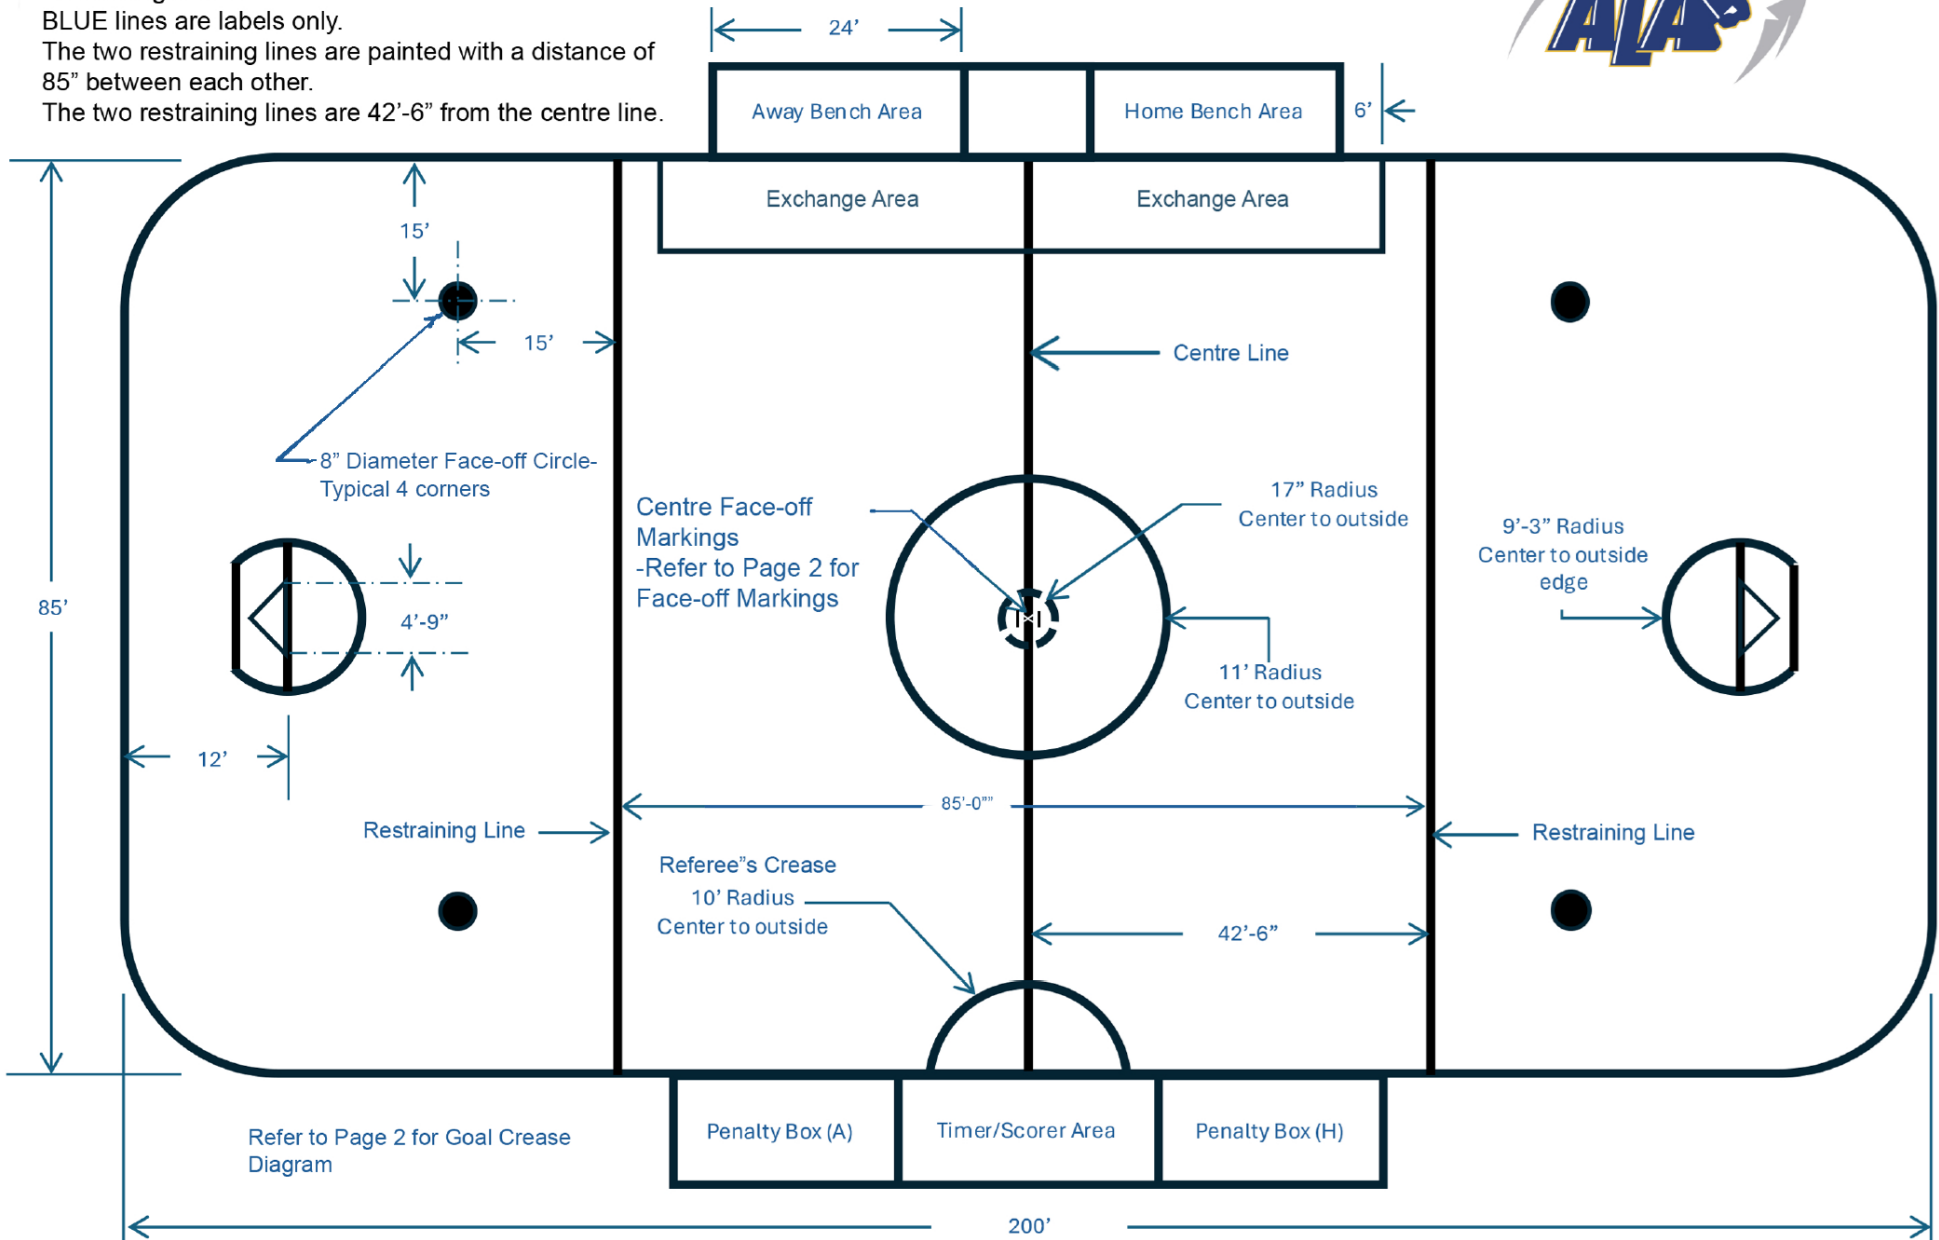 BLUE lines are labels only.
The two restraining lines are painted with a distance of
85” between each other.
The two restraining lines are 42’-6” from the centre line.
24’
ALA
Away Bench Area
Home Bench Area
6’
Exchange Area
Exchange Area
15’
15’
Centre Line
8” Diameter Face-off Circle-
Typical 4 corners
Centre Face-off
Markings
-Refer to Page 2 for
Face-off Markings
17” Radius
Center to outside
9’-3” Radius
Center to outside
edge
85’
4’-9”
11’ Radius
Center to outside
12’
85’-0””
Restraining Line
Restraining Line
Referee”s Crease
10’ Radius
Center to outside
42’-6”
Penalty Box (A)
Timer/Scorer Area
Penalty Box (H)
Refer to Page 2 for Goal Crease
Diagram
200’